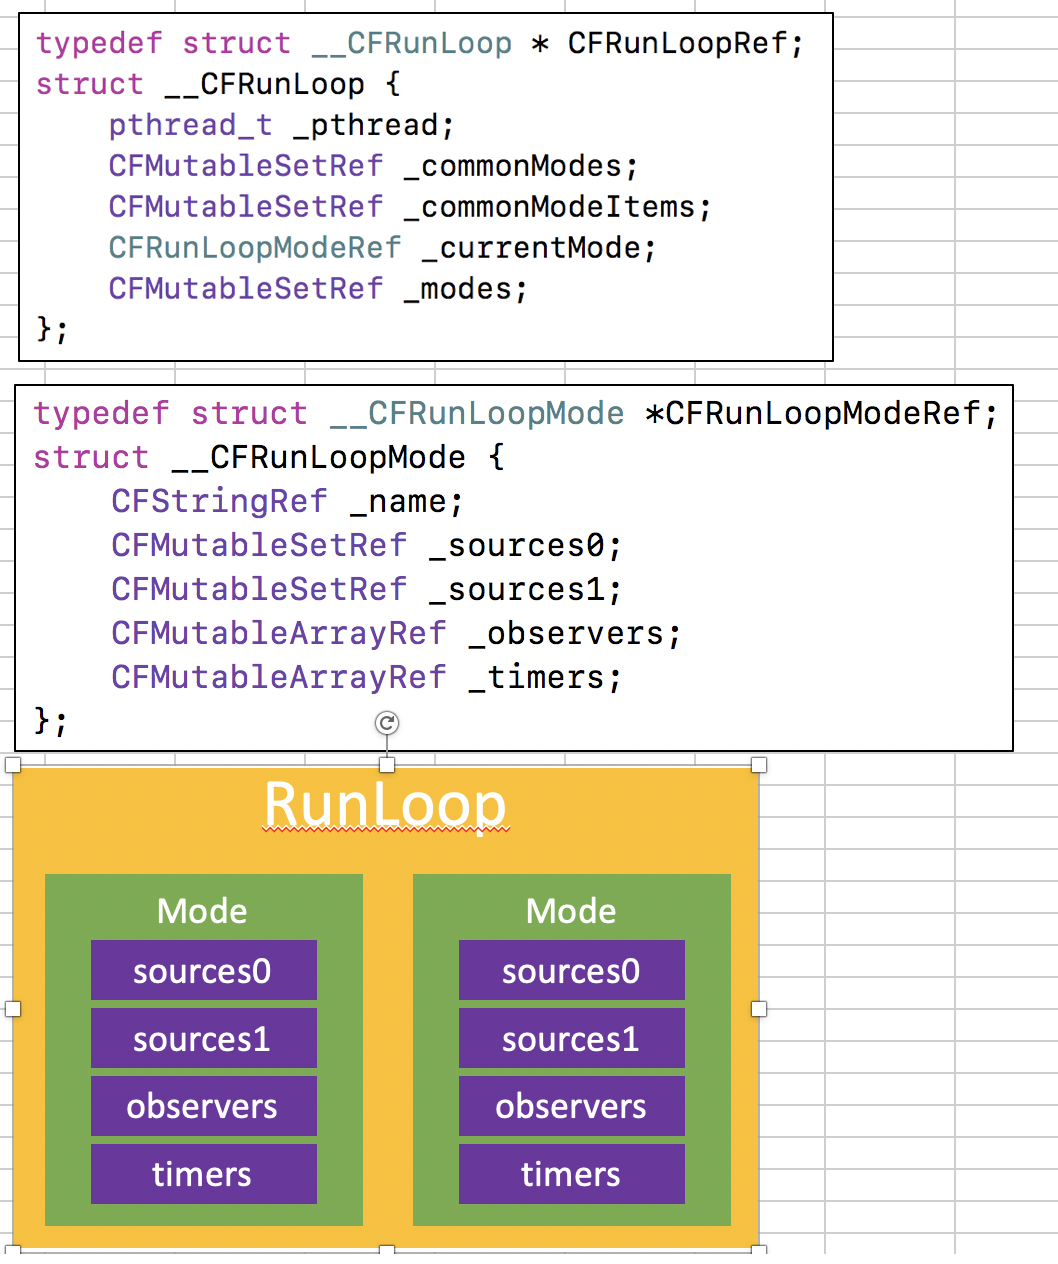 typedef struct __CFRunLoop * CFRunLoopRef;
struct __CFRunLoop {
    pthread_t _pthread;
    CFMutableSetRef _commonModes;
    CFMutableSetRef _commonModeItems;
    CFRunLoopModeRef _currentMode;
    CFMutableSetRef _modes;
};
typedef struct __CFRunLoopMode *CFRunLoopModeRef;
struct __CFRunLoopMode {
    CFStringRef _name;
    CFMutableSetRef _sources0;
    CFMutableSetRef _sources1;
    CFMutableArrayRef _observers;
    CFMutableArrayRef _timers;
};
RunLoop
Mode
sources0
sources1
observers
timers
Mode
sources0
sources1
observers
timers